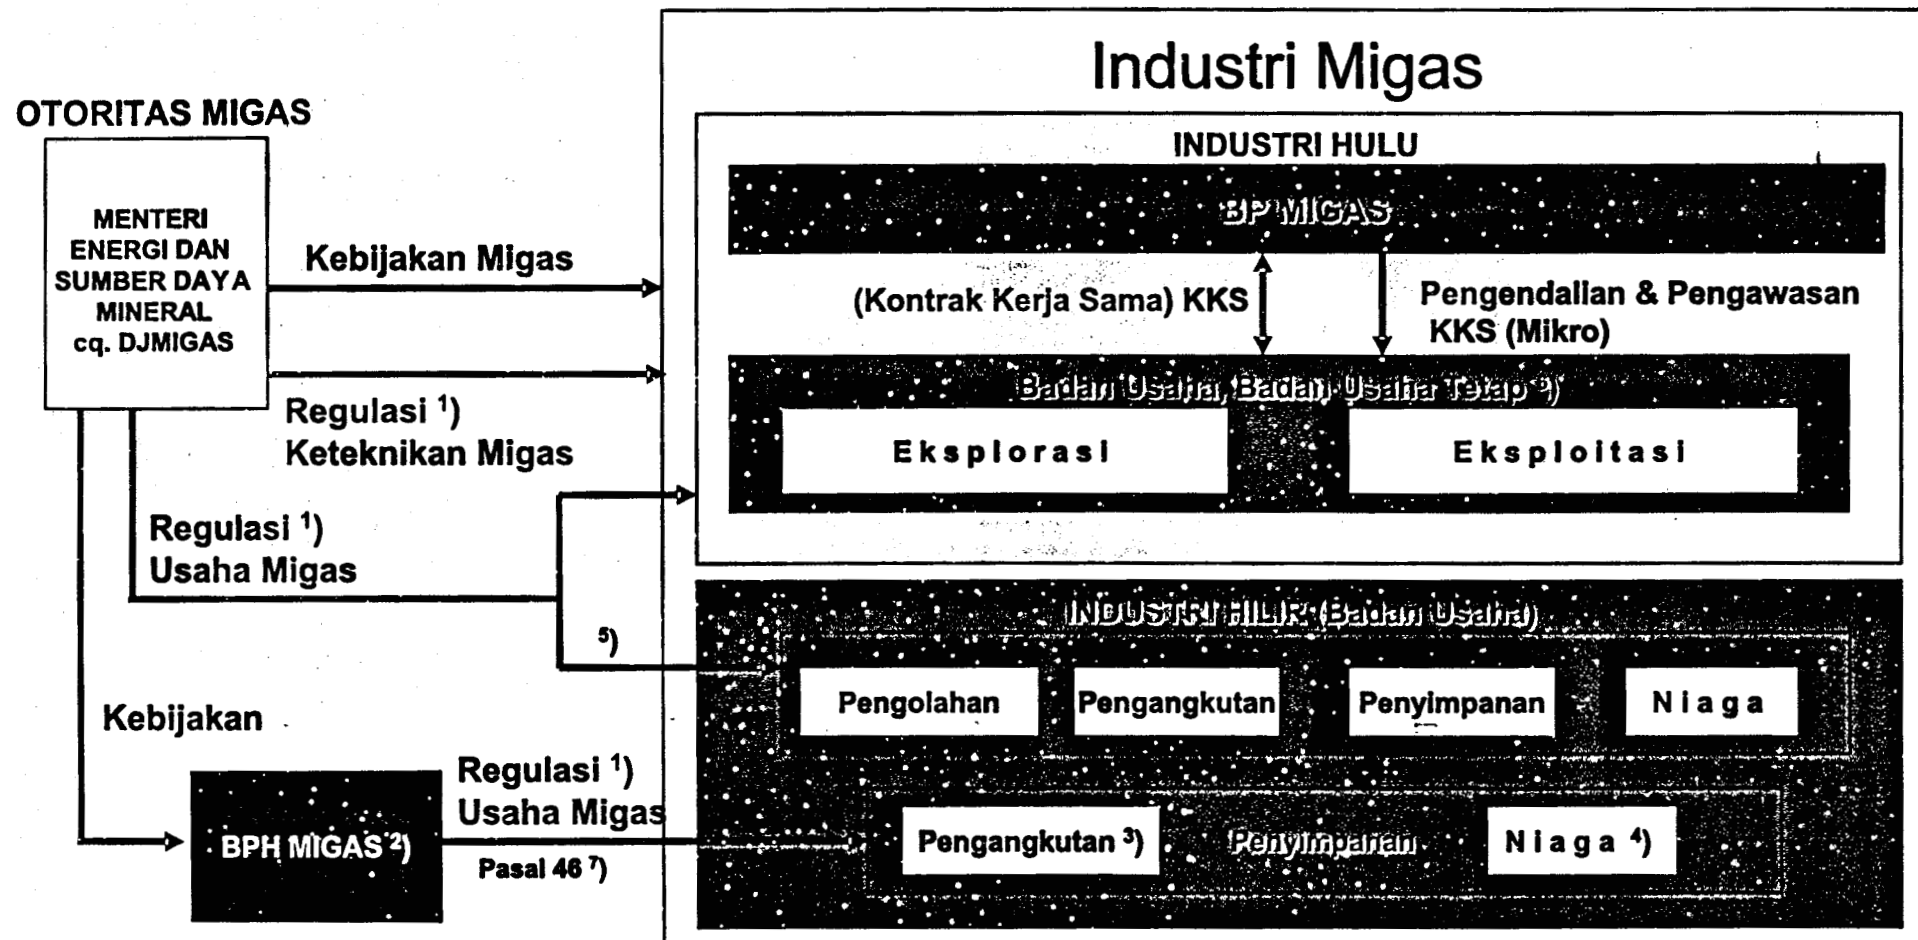 Industri Migas
OTORITAS MIGAS
MENTERI
ENERGI DAN
SUMBER DAYA
MINERAL
cq. DJMIGAS
Kebijakan Migas
Regulasi ¹)
Keteknikan Migas
Regulasi ¹)
Usaha Migas
⁵)
Kebijakan
BPH MIGAS ²)
Regulasi ¹)
Usaha Migas
Pasal 46 ⁷)
INDUSTRI HULU
BP MIGAS
(Kontrak Kerja Sama) KKS
Pengendalian & Pengawasan
KKS (Mikro)
Badan Usaha, Badan Usaha Tetap ⁶)
Eksplorasi
Eksploitasi
INDUSTRI HILIR (Badan Usaha)
Pengolahan
Pengangkutan
Penyimpanan
Niaga
Pengangkutan ³)
Penyimpanan
Niaga ⁴)